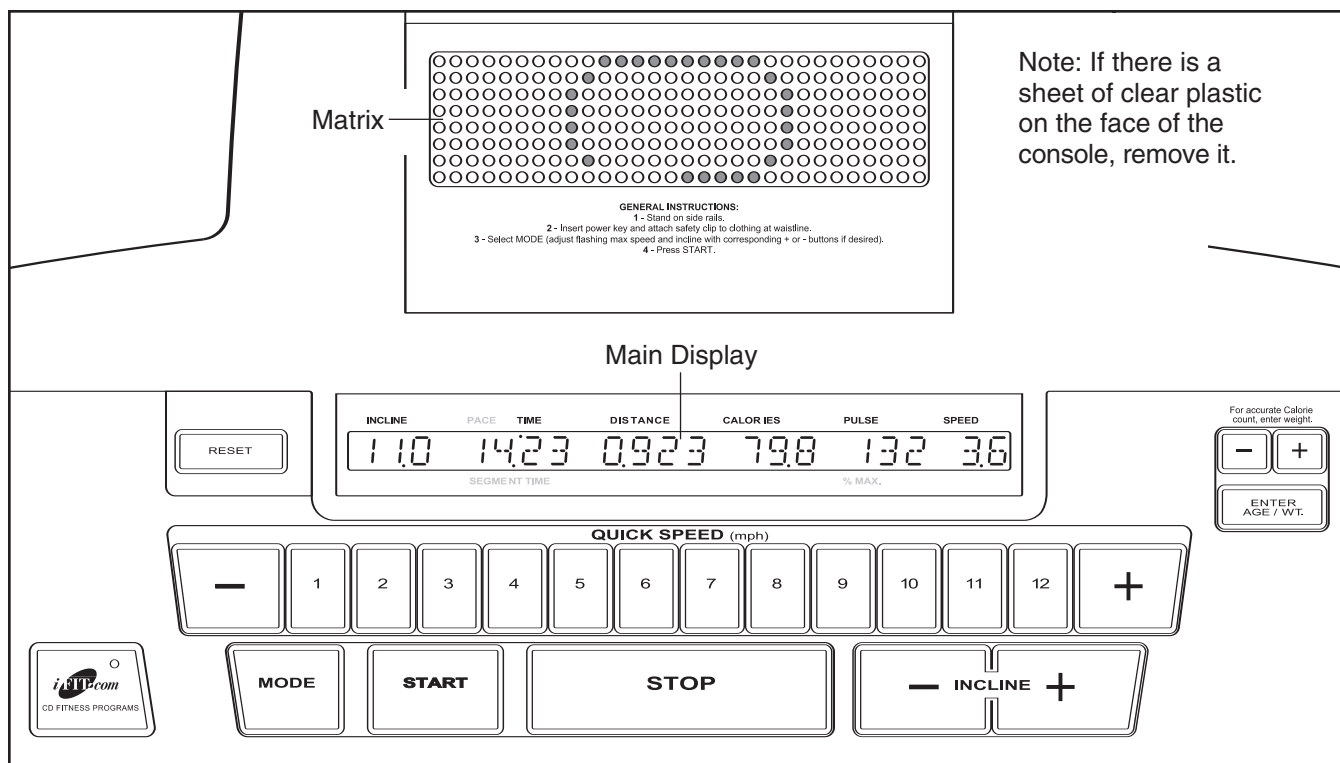 Note: If there is a
sheet of clear plastic
on the face of the
console, remove it.
Matrix
GENERAL INSTRUCTIONS:
1 - Stand on side rails.
2 - Insert power key and attach safety clip to clothing at waistline.
3 - Select MODE (adjust flashing max speed and incline with corresponding + or - buttons if desired).
4 - Press START.
Main Display
INCLINE PACE TIME DISTANCE CALORIES PULSE SPEED
11.0 14:23 0.923 79.8 132 3.6
SEGMENT TIME % MAX.
RESET
For accurate Calorie
count, enter weight.
- +
ENTER
AGE / WT.
QUICK SPEED (mph)
- 1 2 3 4 5 6 7 8 9 10 11 12 +
iFIT.com
CD FITNESS PROGRAMS
MODE START STOP - INCLINE +